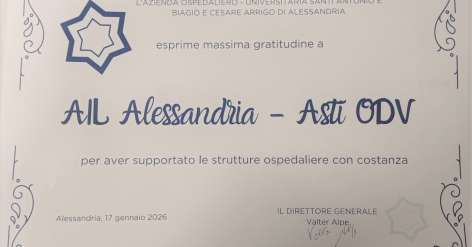 L'AZIENDA OSPEDALIERO - UNIVERSITARIA SANTI ANTONIO E
BIAGIO E CESARE ARRIGO DI ALESSANDRIA
esprime massima gratitudine a
AIL Alessandria - Asti ODV
per aver supportato le strutture ospedaliere con costanza
Alessandria, 17 gennaio 2026
IL DIRETTORE GENERALE
Valter Alpe